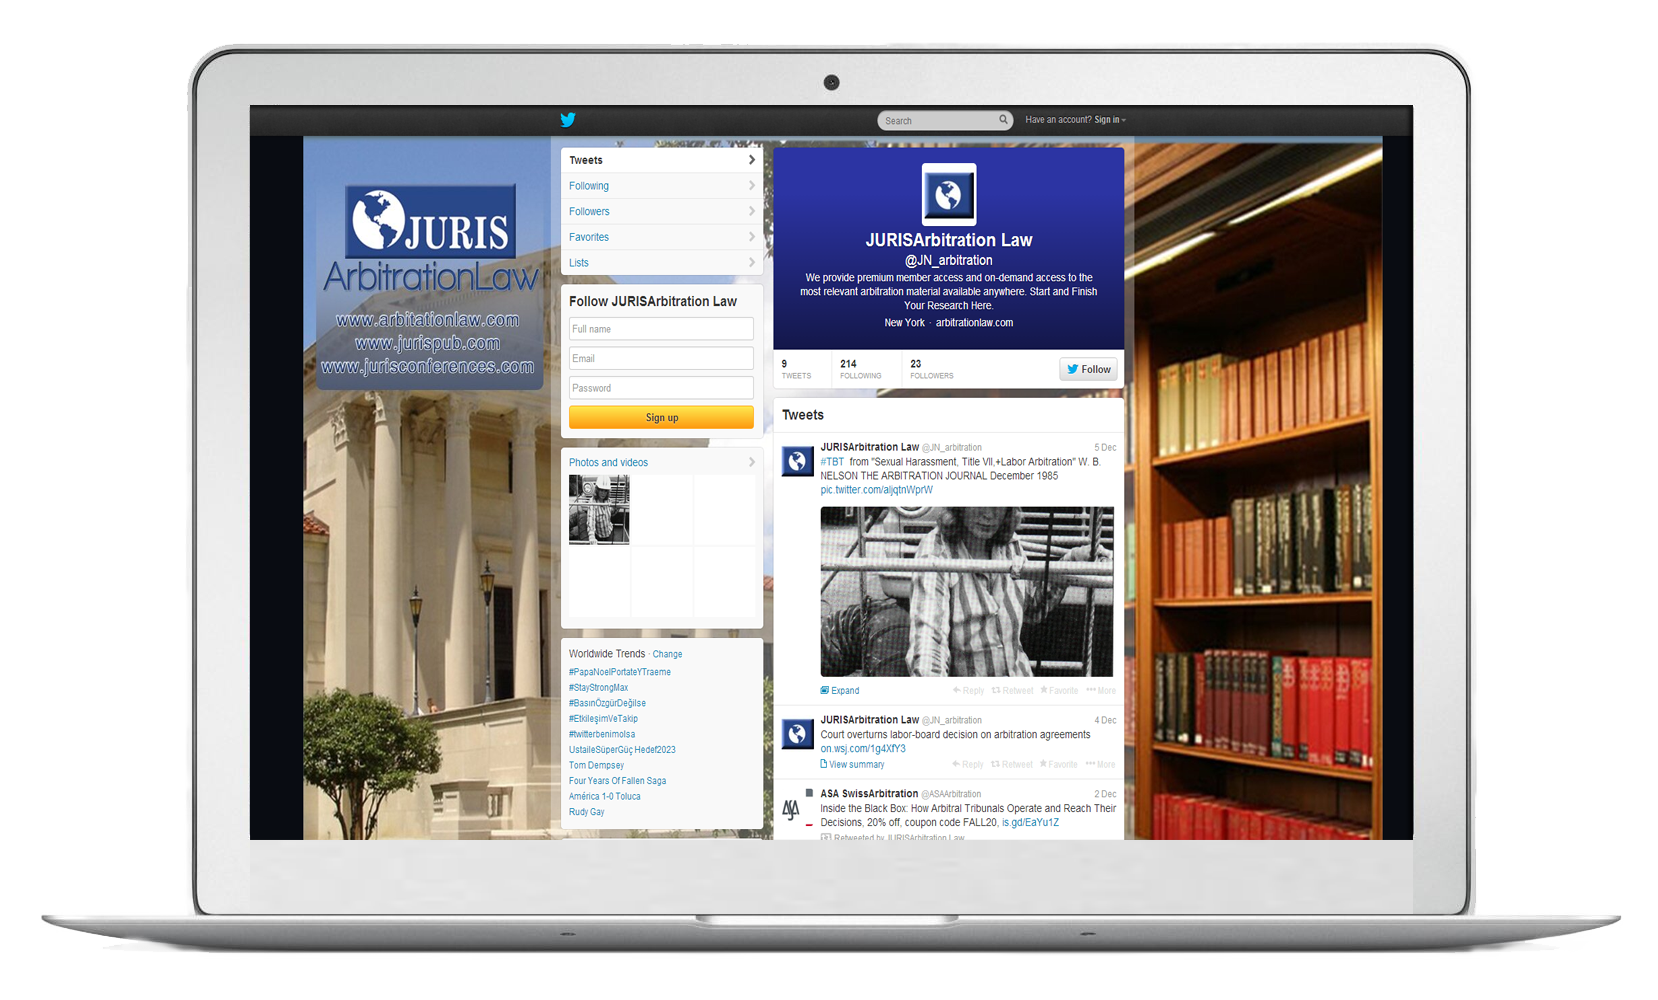 Search
Have an account? Sign in
JURIS
ArbitrationLaw
www.arbitationlaw.com
www.jurispub.com
www.jurisconferences.com
Tweets
Following
Followers
Favorites
Lists
Follow JURISArbitration Law
Full name
Email
Password
Sign up
Photos and videos
Worldwide Trends · Change
#PapaNoelPortateYTraeme
#StayStrongMax
#BasınÖzgürDeğilse
#EtkileşimVeTakip
#twitterbenimolsa
UstaileSüperGüç Hedef2023
Tom Dempsey
Four Years Of Fallen Saga
América 1-0 Toluca
Rudy Gay
JURISArbitration Law
@JN_arbitration
We provide premium member access and on-demand access to the
most relevant arbitration material available anywhere. Start and Finish
Your Research Here.
New York · arbitrationlaw.com
9 214 23
TWEETS FOLLOWING FOLLOWERS
Follow
Tweets
JURISArbitration Law @JN_arbitration 5 Dec
#TBT from "Sexual Harassment, Title VII,+Labor Arbitration" W. B.
NELSON THE ARBITRATION JOURNAL December 1985
pic.twitter.com/aljqtnWprW
Expand Reply Retweet Favorite More
JURISArbitration Law @JN_arbitration 4 Dec
Court overturns labor-board decision on arbitration agreements
on.wsj.com/1g4XfY3
View summary Reply Retweet Favorite More
ASA
ASA SwissArbitration @ASAArbitration 2 Dec
Inside the Black Box: How Arbitral Tribunals Operate and Reach Their
Decisions, 20% off, coupon code FALL20, is.gd/EaYu1Z
Retweeted by JURISArbitration Law